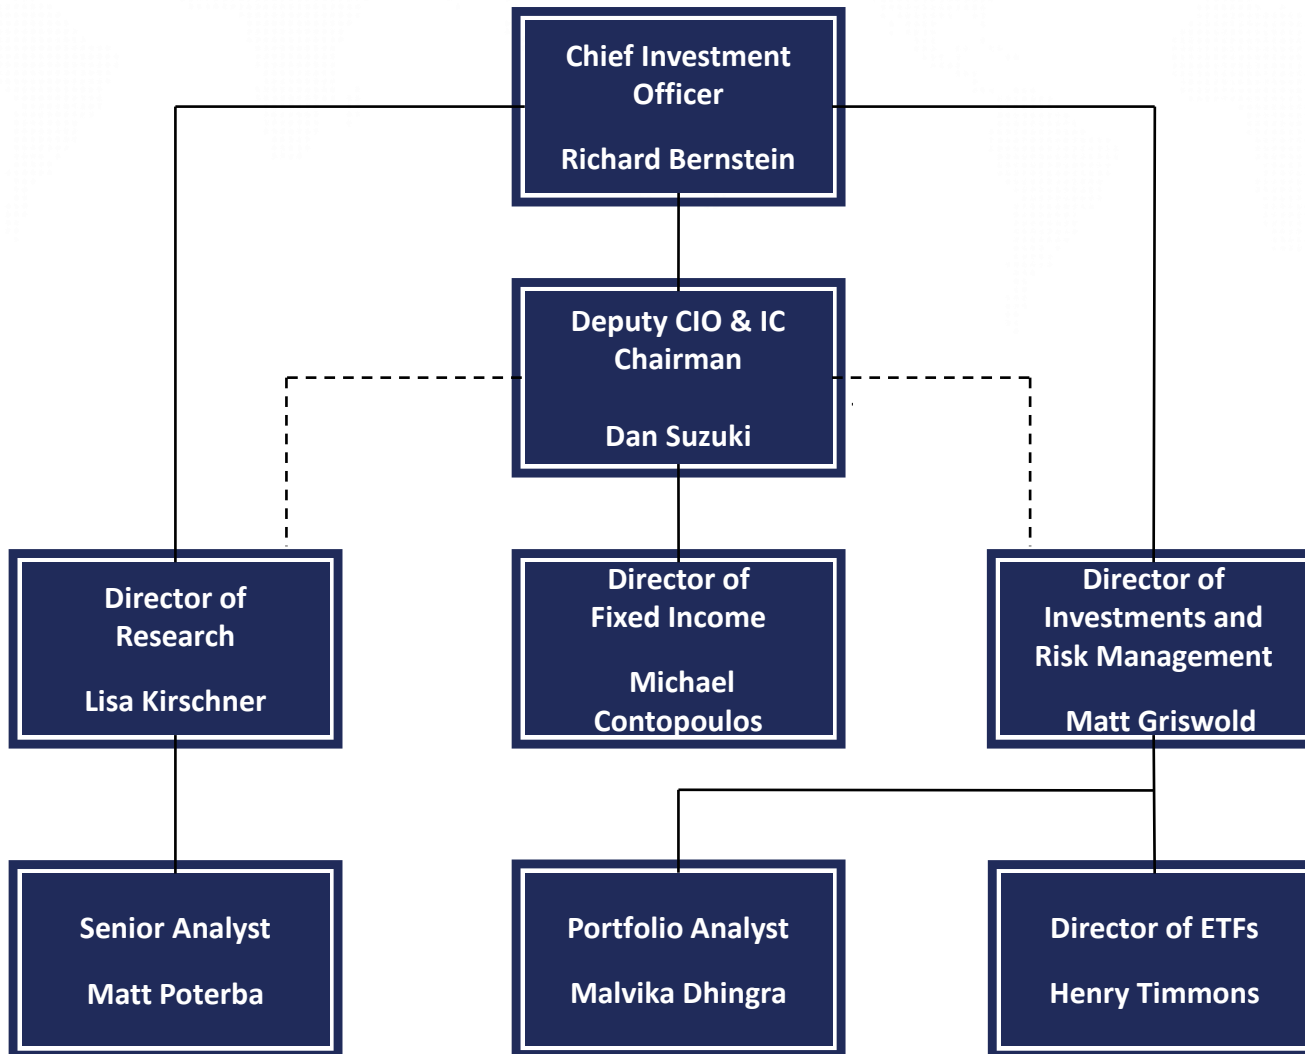 Chief Investment
Officer
Richard Bernstein
Deputy CIO & IC
Chairman
Dan Suzuki
Director of
Research
Lisa Kirschner
Director of
Fixed Income
Michael
Contopoulos
Director of
Investments and
Risk Management
Matt Griswold
Senior Analyst
Matt Poterba
Portfolio Analyst
Malvika Dhingra
Director of ETFs
Henry Timmons